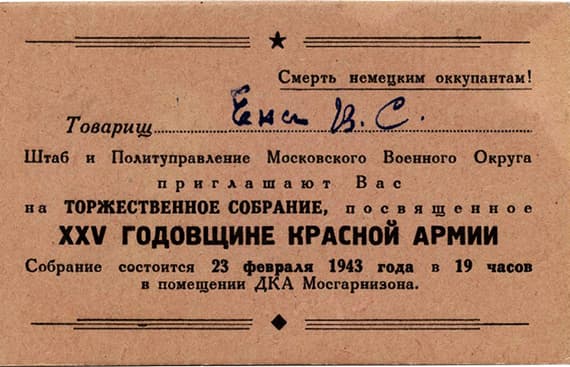 Смерть немецким оккупантам!
Товарищ В. С.
Штаб и Политуправление Московского Военного Округа
приглашают Вас
на ТОРЖЕСТВЕННОЕ СОБРАНИЕ, посвященное
XXV ГОДОВЩИНЕ КРАСНОЙ АРМИИ
Собрание состоится 23 февраля 1943 года в 19 часов
в помещении ДКА Мосгарнизона.